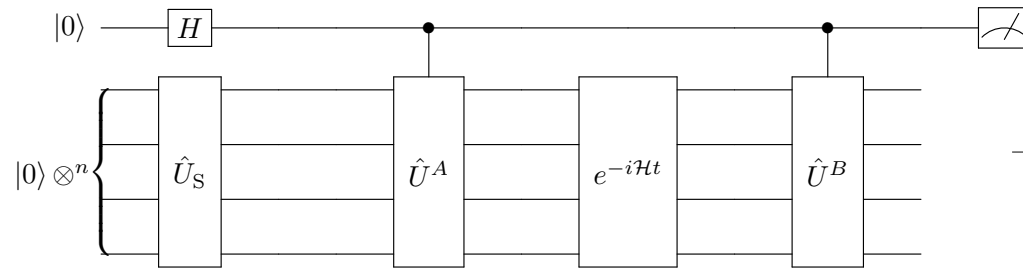 |0⟩ H
|0⟩ ⊗ⁿ Û_S Û^A e^{-iℋt} Û^B